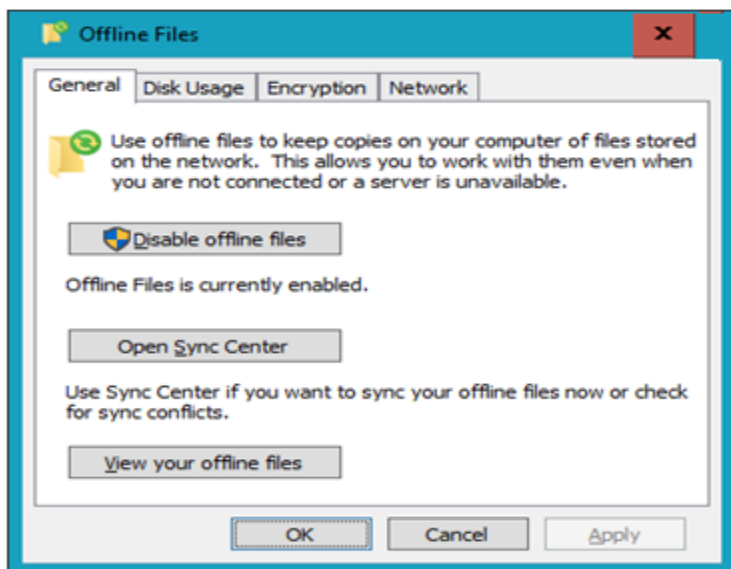 Offline Files
General Disk Usage Encryption Network
Use offline files to keep copies on your computer of files stored
on the network. This allows you to work with them even when
you are not connected or a server is unavailable.
Disable offline files
Offline Files is currently enabled.
Open Sync Center
Use Sync Center if you want to sync your offline files now or check
for sync conflicts.
View your offline files
OK Cancel Apply